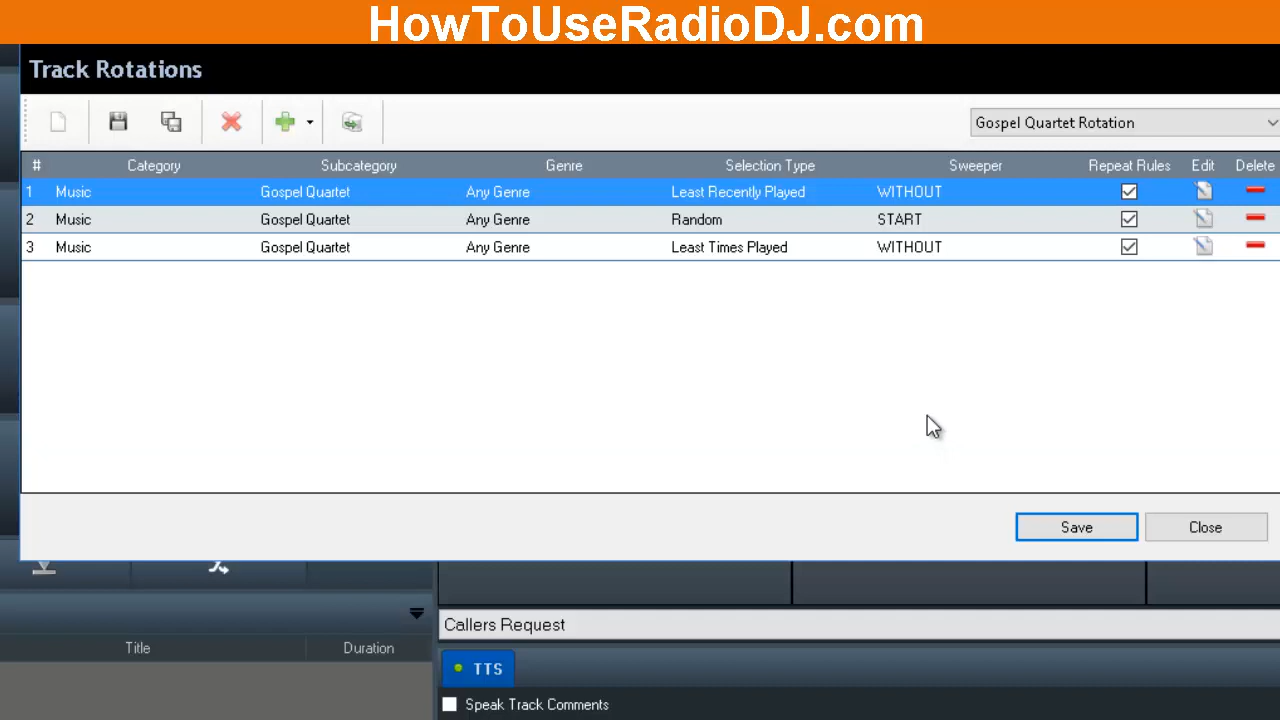 HowToUseRadioDJ.com
Track Rotations
Gospel Quartet Rotation
# Category Subcategory Genre Selection Type Sweeper Repeat Rules Edit Delete
1 Music Gospel Quartet Any Genre Least Recently Played WITHOUT
2 Music Gospel Quartet Any Genre Random START
3 Music Gospel Quartet Any Genre Least Times Played WITHOUT
Save Close
Callers Request
Title Duration
TTS
Speak Track Comments